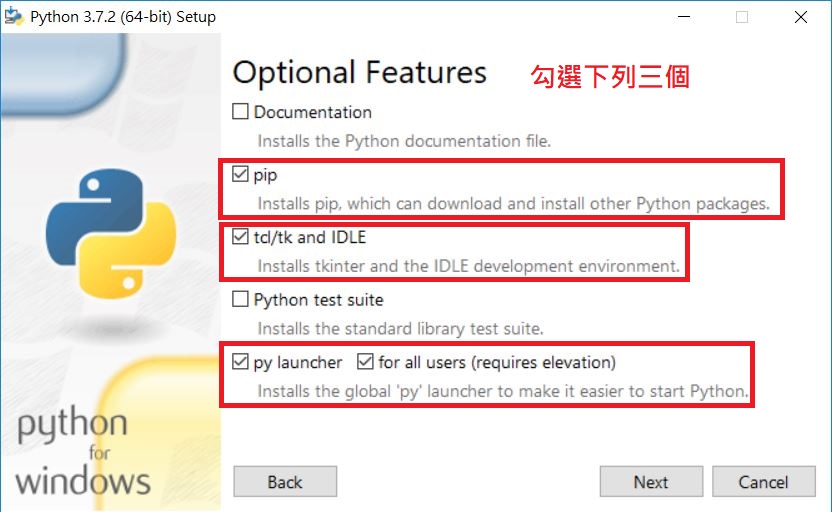 Python 3.7.2 (64-bit) Setup
Optional Features
勾選下列三個
Documentation
Installs the Python documentation file.
pip
Installs pip, which can download and install other Python packages.
tcl/tk and IDLE
Installs tkinter and the IDLE development environment.
Python test suite
Installs the standard library test suite.
py launcher for all users (requires elevation)
Installs the global 'py' launcher to make it easier to start Python.
python
for
windows
Back Next Cancel